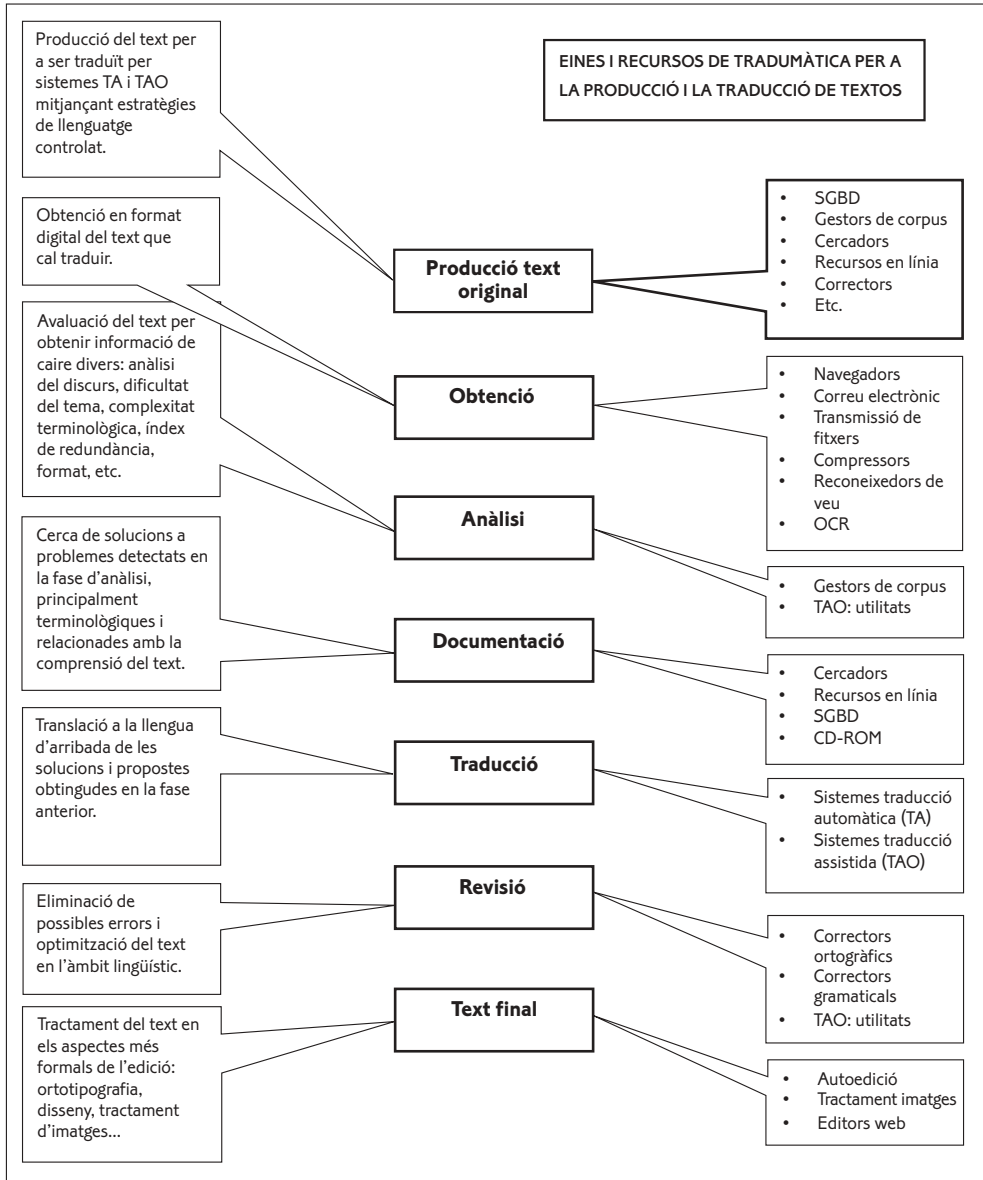 EINES I RECURSOS DE TRADUMÀTICA PER A
LA PRODUCCIÓ I LA TRADUCCIÓ DE TEXTOS
Producció del text per
a ser traduït per
sistemes TA i TAO
mitjançant estratègies
de llenguatge
controlat.
Producció text
original
• SGBD
• Gestors de corpus
• Cercadors
• Recursos en línia
• Correctors
• Etc.
Obtenció en format
digital del text que
cal traduir.
Obtenció
• Navegadors
• Correu electrònic
• Transmissió de
fitxers
• Compressors
• Reconeixedors de
veu
• OCR
Avaluació del text per
obtenir informació de
caire divers: anàlisi
del discurs, dificultat
del tema, complexitat
terminològica, índex
de redundància,
format, etc.
Anàlisi
• Gestors de corpus
• TAO: utilitats
Cerca de solucions a
problemes detectats en
la fase d’anàlisi,
principalment
terminològiques i
relacionades amb la
comprensió del text.
Documentació
• Cercadors
• Recursos en línia
• SGBD
• CD-ROM
Translació a la llengua
d’arribada de les
solucions i propostes
obtingudes en la fase
anterior.
Traducció
• Sistemes traducció
automàtica (TA)
• Sistemes traducció
assistida (TAO)
Eliminació de
possibles errors i
optimització del text
en l’àmbit lingüístic.
Revisió
• Correctors
ortogràfics
• Correctors
gramaticals
• TAO: utilitats
Tractament del text en
els aspectes més
formals de l’edició:
ortotipografia,
disseny, tractament
d’imatges...
Text final
• Autoedició
• Tractament imatges
• Editors web